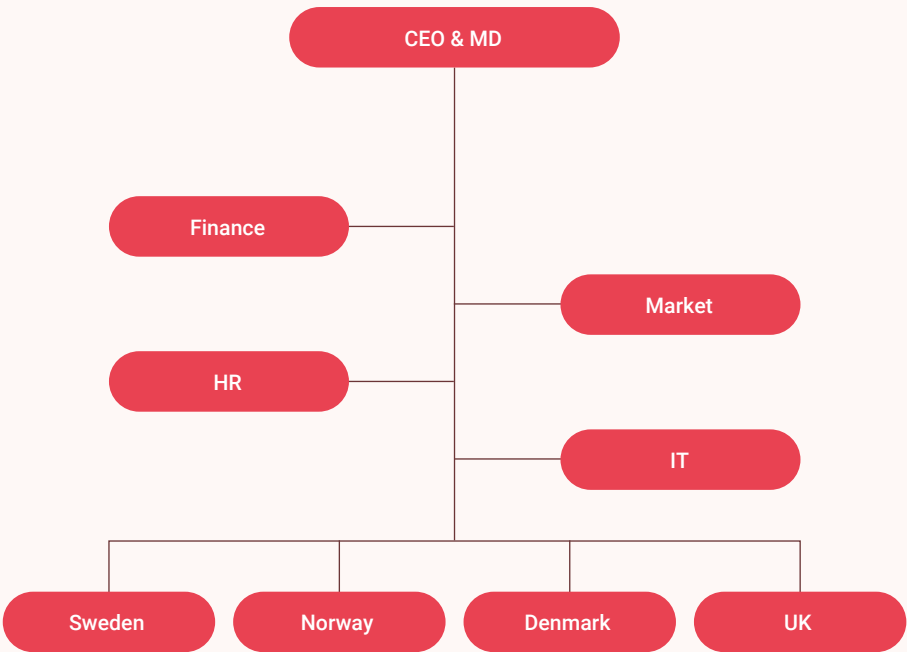 CEO & MD
Finance
Market
HR
IT
Sweden
Norway
Denmark
UK